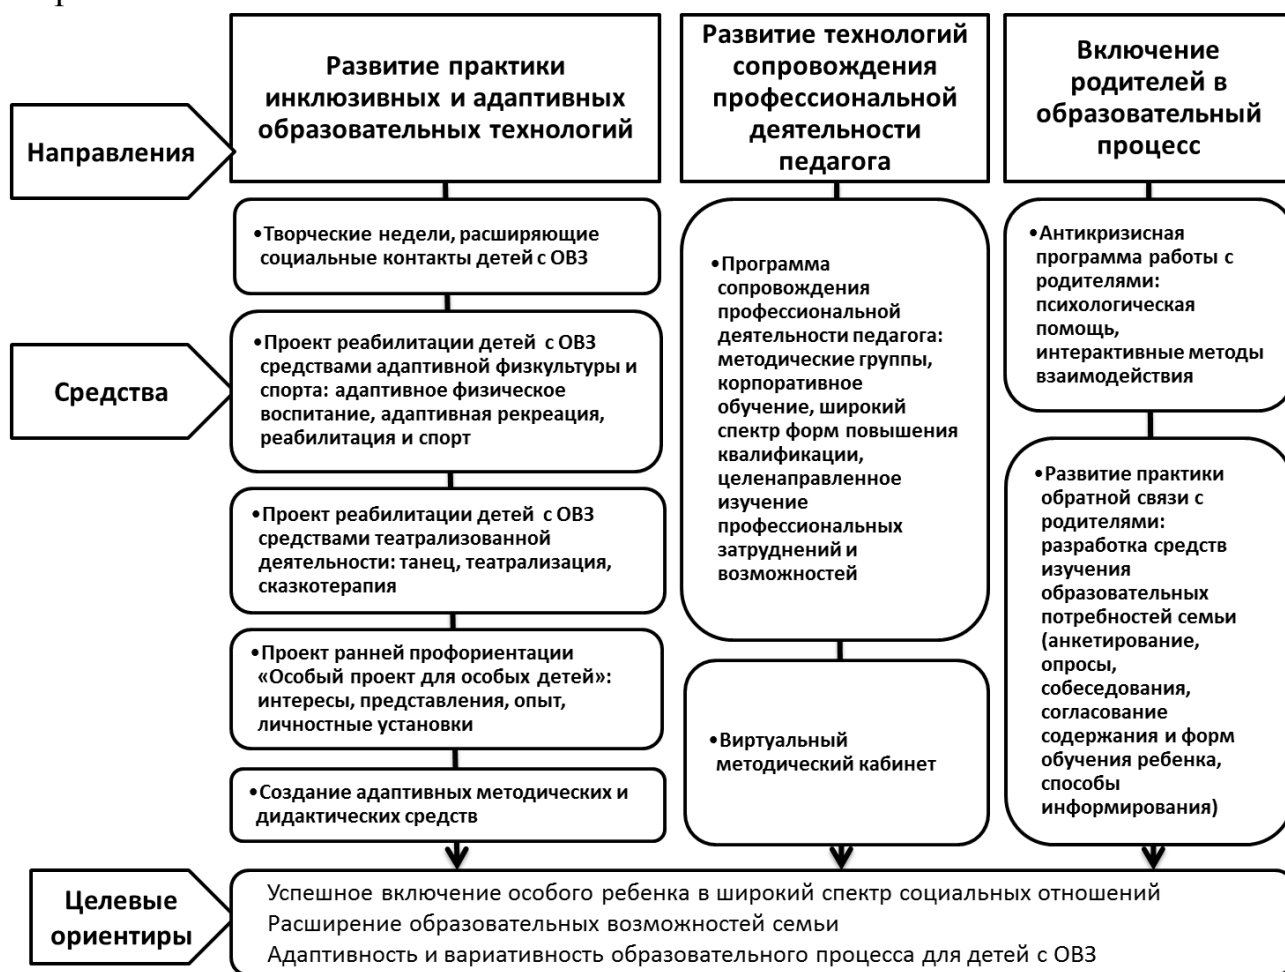 Направления
Развитие практики
инклюзивных и адаптивных
образовательных технологий
Развитие технологий
сопровождения
профессиональной
деятельности
педагога
Включение
родителей в
образовательный
процесс
Средства
•Творческие недели, расширяющие
социальные контакты детей с ОВЗ
•Проект реабилитации детей с ОВЗ
средствами адаптивной физкультуры и
спорта: адаптивное физическое
воспитание, адаптивная рекреация,
реабилитация и спорт
•Проект реабилитации детей с ОВЗ
средствами театрализованной
деятельности: танец, театрализация,
сказкотерапия
•Проект ранней профориентации
«Особый проект для особых детей»:
интересы, представления, опыт,
личностные установки
•Создание адаптивных методических и
дидактических средств
•Программа
сопровождения
профессиональной
деятельности педагога:
методические группы,
корпоративное
обучение, широкий
спектр форм повышения
квалификации,
целенаправленное
изучение
профессиональных
затруднений и
возможностей
•Виртуальный
методический кабинет
•Антикризисная
программа работы с
родителями:
психологическая
помощь,
интерактивные методы
взаимодействия
•Развитие практики
обратной связи с
родителями:
разработка средств
изучения
образовательных
потребностей семьи
(анкетирование,
опросы,
собеседования,
согласование
содержания и форм
обучения ребенка,
способы
информирования)
Целевые
ориентиры
Успешное включение особого ребенка в широкий спектр социальных отношений
Расширение образовательных возможностей семьи
Адаптивность и вариативность образовательного процесса для детей с ОВЗ